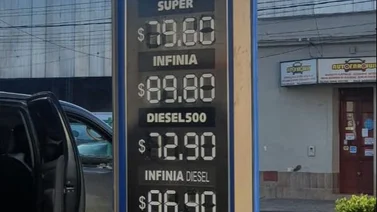 SUPER
$79.60
INFINIA
$89.80
DIESEL500
$72.90
INFINIA DIESEL
$86.40